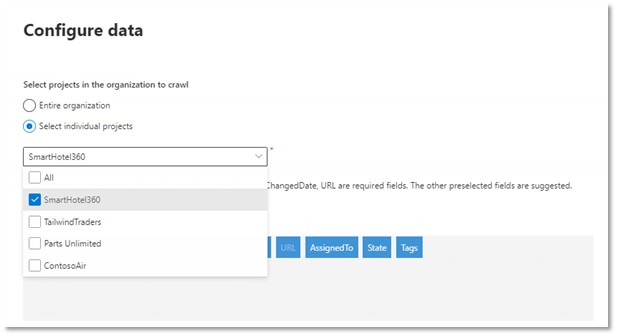 Configure data
Select projects in the organization to crawl
Entire organization
Select individual projects
SmartHotel360
*
All
ChangedDate, URL are required fields. The other preselected fields are suggested.
SmartHotel360
TailwindTraders
Parts Unlimited
URL AssignedTo State Tags
ContosoAir